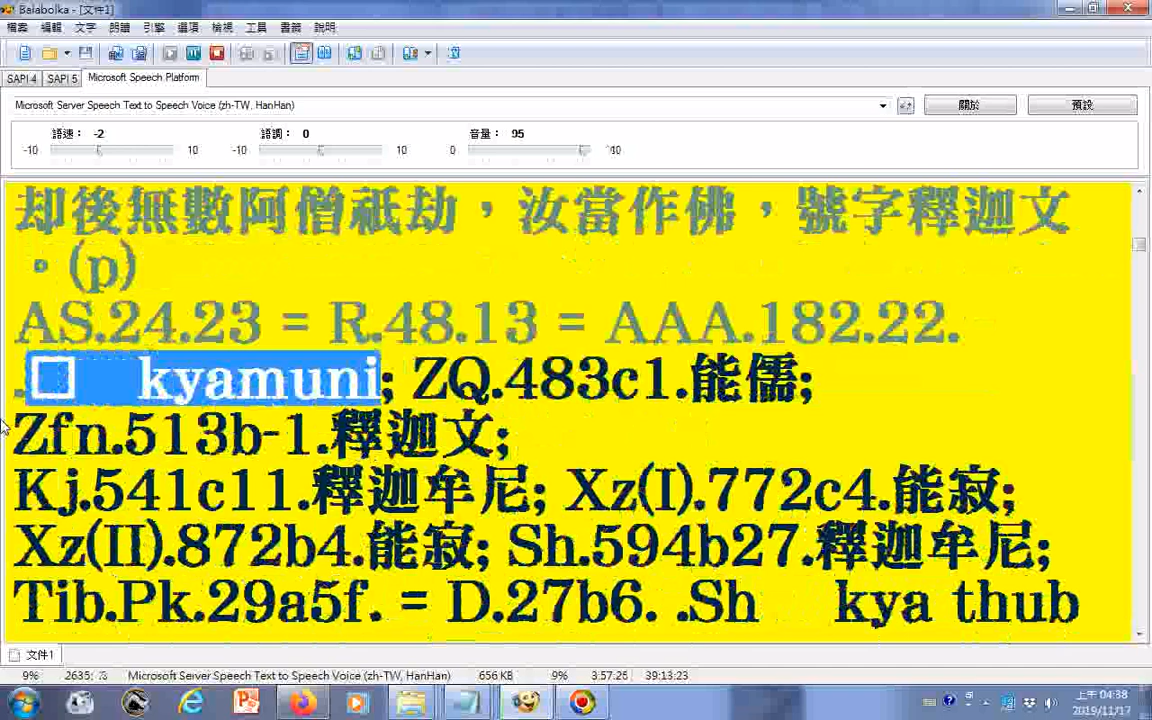 Balabolka - [文件1]
檔案 編輯 文字 朗讀 引擎 選項 檢視 工具 書籤 說明
SAPI 4 SAPI 5 Microsoft Speech Platform
Microsoft Server Speech Text to Speech Voice (zh-TW, HanHan) 關於 預設
語速： -2 語調： 0 音量： 95
-10 10 -10 10 0
却後無數阿僧祇劫，汝當作佛，號字釋迦文
。(p)
AS.24.23 = R.48.13 = AAA.182.22.
.□ kyamuni; ZQ.483c1.能儒;
Zfn.513b-1.釋迦文;
Kj.541c11.釋迦牟尼; Xz(I).772c4.能寂;
Xz(II).872b4.能寂; Sh.594b27.釋迦牟尼;
Tib.Pk.29a5f. = D.27b6. .Sh kya thub
文件1
9% Microsoft Server Speech Text to Speech Voice (zh-TW, HanHan) 656 KB 9% 3:57:25 39:13:23
上午 04:38
2019/11/17